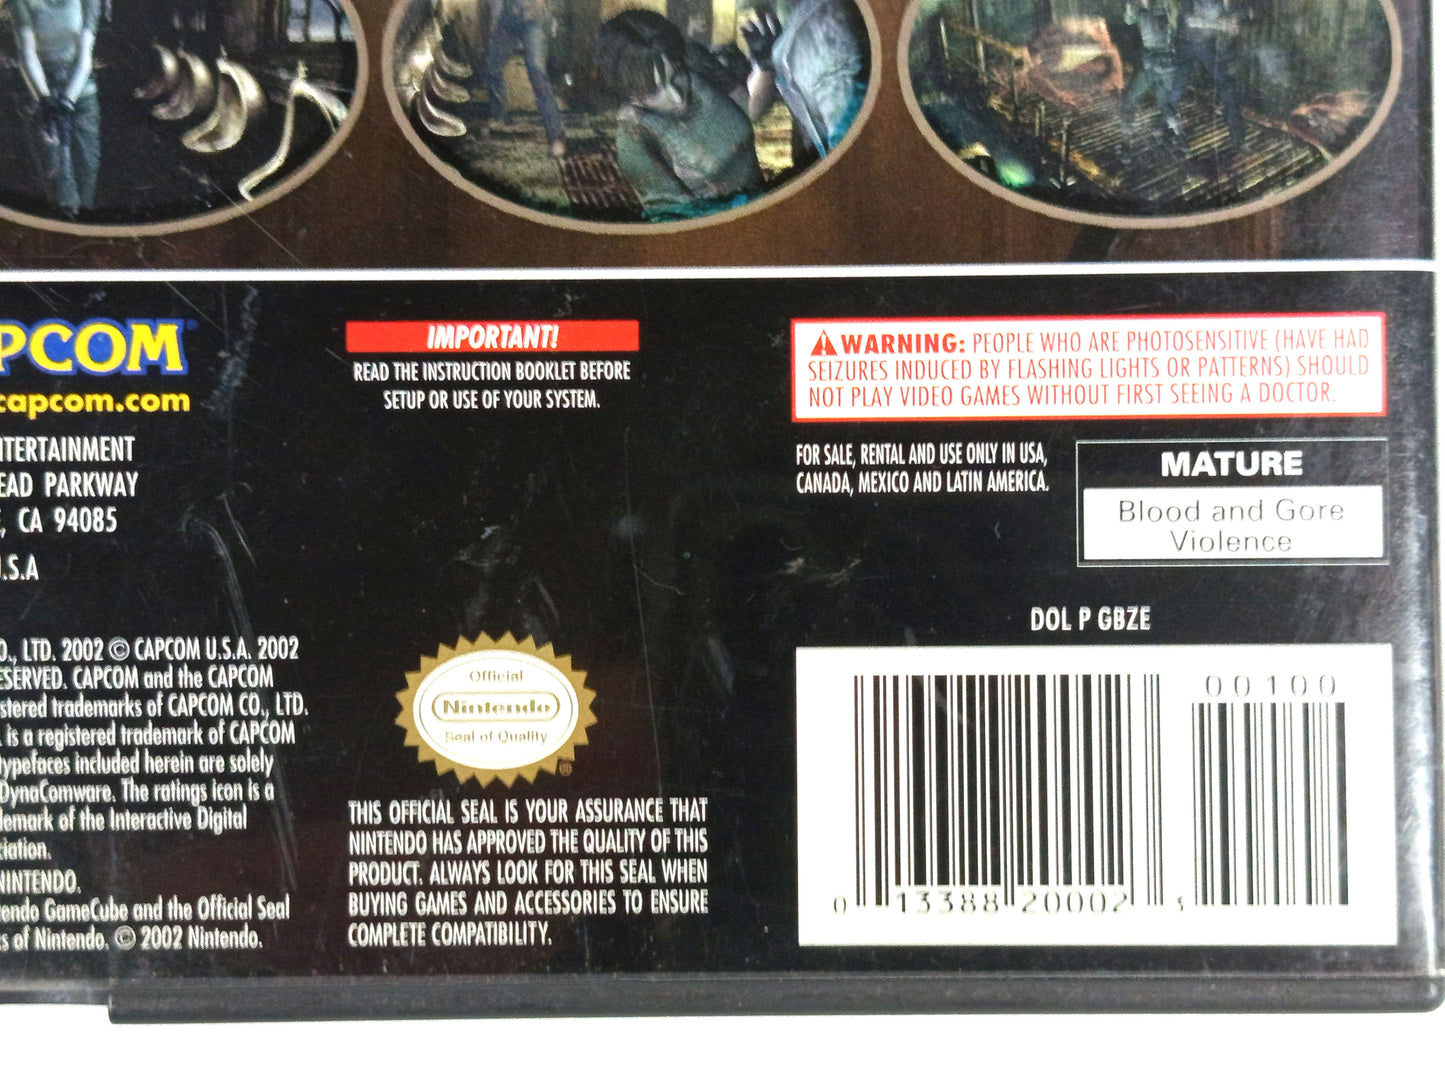 PCOM
capcom.com
TERTAINMENT
EAD PARKWAY
, CA 94085
.S.A
O., LTD. 2002 © CAPCOM U.S.A. 2002
ESERVED. CAPCOM and the CAPCOM
stered trademarks of CAPCOM CO., LTD.
. is a registered trademark of CAPCOM
typefaces included herein are solely
DynaComware. The ratings icon is a
demark of the Interactive Digital
iation.
NINTENDO.
tendo GameCube and the Official Seal
s of Nintendo. © 2002 Nintendo.
IMPORTANT!
READ THE INSTRUCTION BOOKLET BEFORE
SETUP OR USE OF YOUR SYSTEM.
Official
Nintendo
Seal of Quality
®
THIS OFFICIAL SEAL IS YOUR ASSURANCE THAT
NINTENDO HAS APPROVED THE QUALITY OF THIS
PRODUCT. ALWAYS LOOK FOR THIS SEAL WHEN
BUYING GAMES AND ACCESSORIES TO ENSURE
COMPLETE COMPATIBILITY.
WARNING: PEOPLE WHO ARE PHOTOSENSITIVE (HAVE HAD
SEIZURES INDUCED BY FLASHING LIGHTS OR PATTERNS) SHOULD
NOT PLAY VIDEO GAMES WITHOUT FIRST SEEING A DOCTOR.
FOR SALE, RENTAL AND USE ONLY IN USA,
CANADA, MEXICO AND LATIN AMERICA.
MATURE
Blood and Gore
Violence
DOL P GBZE
00100
0 13388 20002